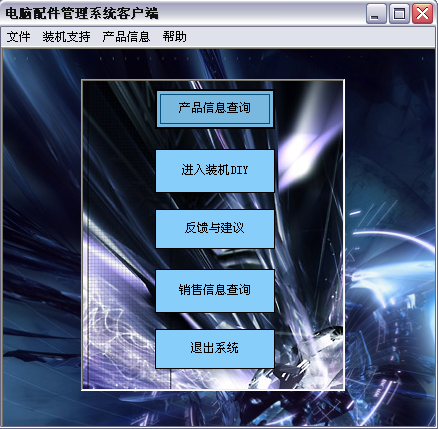 电脑配件管理系统客户端
文件 装机支持 产品信息 帮助
产品信息查询
进入装机DIY
反馈与建议
销售信息查询
退出系统